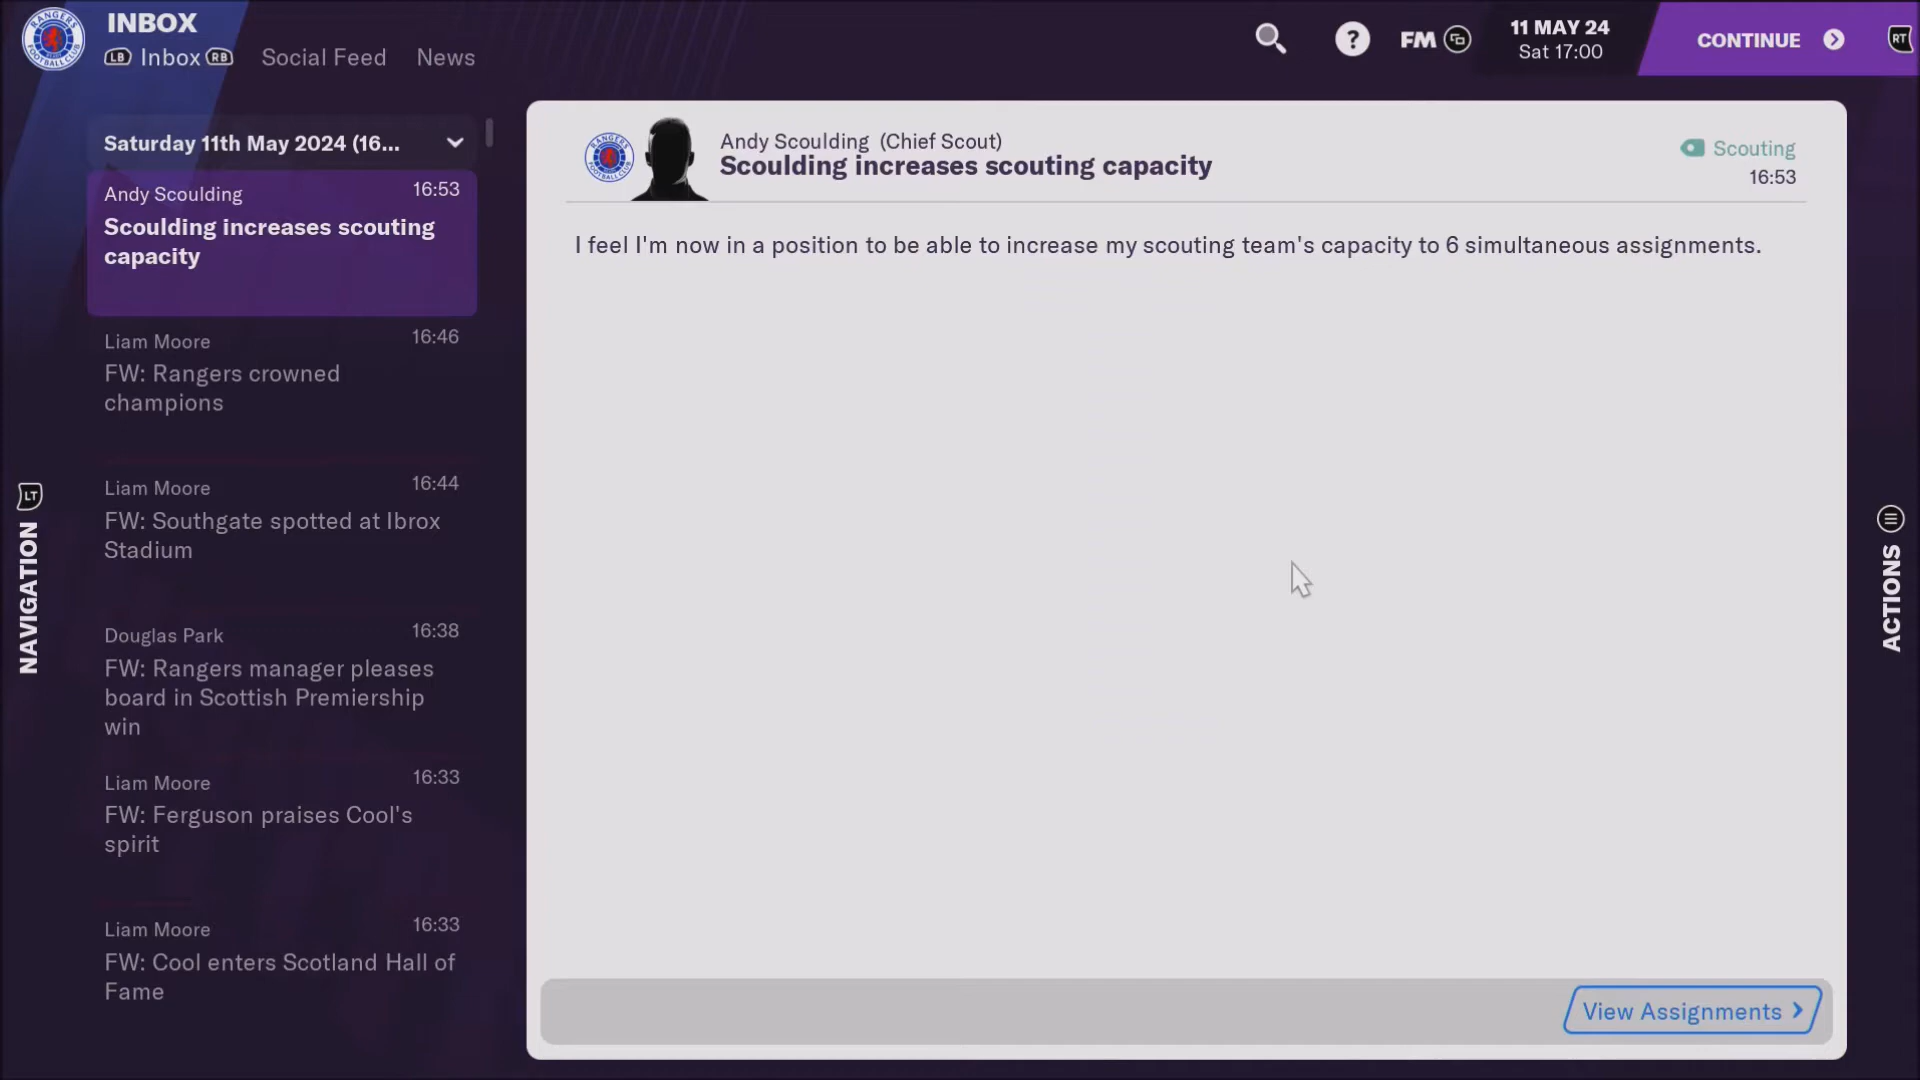 INBOX
LB Inbox RB Social Feed News
FM
11 MAY 24
Sat 17:00
CONTINUE
RT
Saturday 11th May 2024 (16...
Andy Scoulding 16:53
Scoulding increases scouting
capacity
Liam Moore 16:46
FW: Rangers crowned
champions
Liam Moore 16:44
FW: Southgate spotted at Ibrox
Stadium
Douglas Park 16:38
FW: Rangers manager pleases
board in Scottish Premiership
win
Liam Moore 16:33
FW: Ferguson praises Cool's
spirit
Liam Moore 16:33
FW: Cool enters Scotland Hall of
Fame
LT
NAVIGATION
Andy Scoulding (Chief Scout)
Scoulding increases scouting capacity
Scouting
16:53
I feel I'm now in a position to be able to increase my scouting team's capacity to 6 simultaneous assignments.
View Assignments
ACTIONS
RANGERS
FOOTBALL CLUB